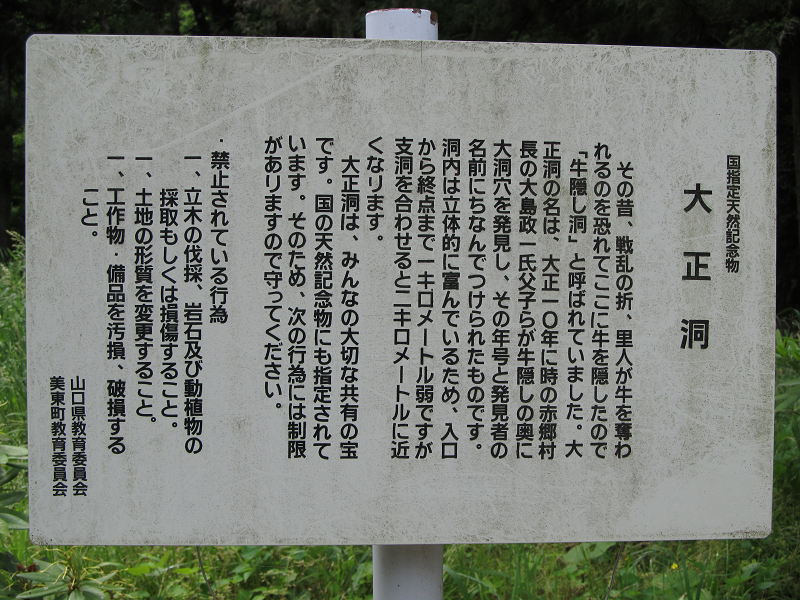 国指定天然記念物
大正洞
その昔、戦乱の折、里人が牛を奪わ
れるのを恐れてここに牛を隠したので
「牛隠し洞」と呼ばれていました。大
正洞の名は、大正一〇年に時の赤郷村
長の大島政一氏父子らが牛隠しの奥に
大洞穴を発見し、その年号と発見者の
名前にちなんでつけられたものです。
洞内は立体的に富んでいるため、入口
から終点まで一キロメートル弱ですが
支洞を合わせると二キロメートルに近
くなります。
大正洞は、みんなの大切な共有の宝
です。国の天然記念物にも指定されて
います。そのため、次の行為には制限
がありますので守ってください。
・禁止されている行為
一、立木の伐採、岩石及び動植物の
採取もしくは損傷すること。
一、土地の形質を変更すること。
一、工作物・備品を汚損、破損する
こと。
山口県教育委員会
美東町教育委員会